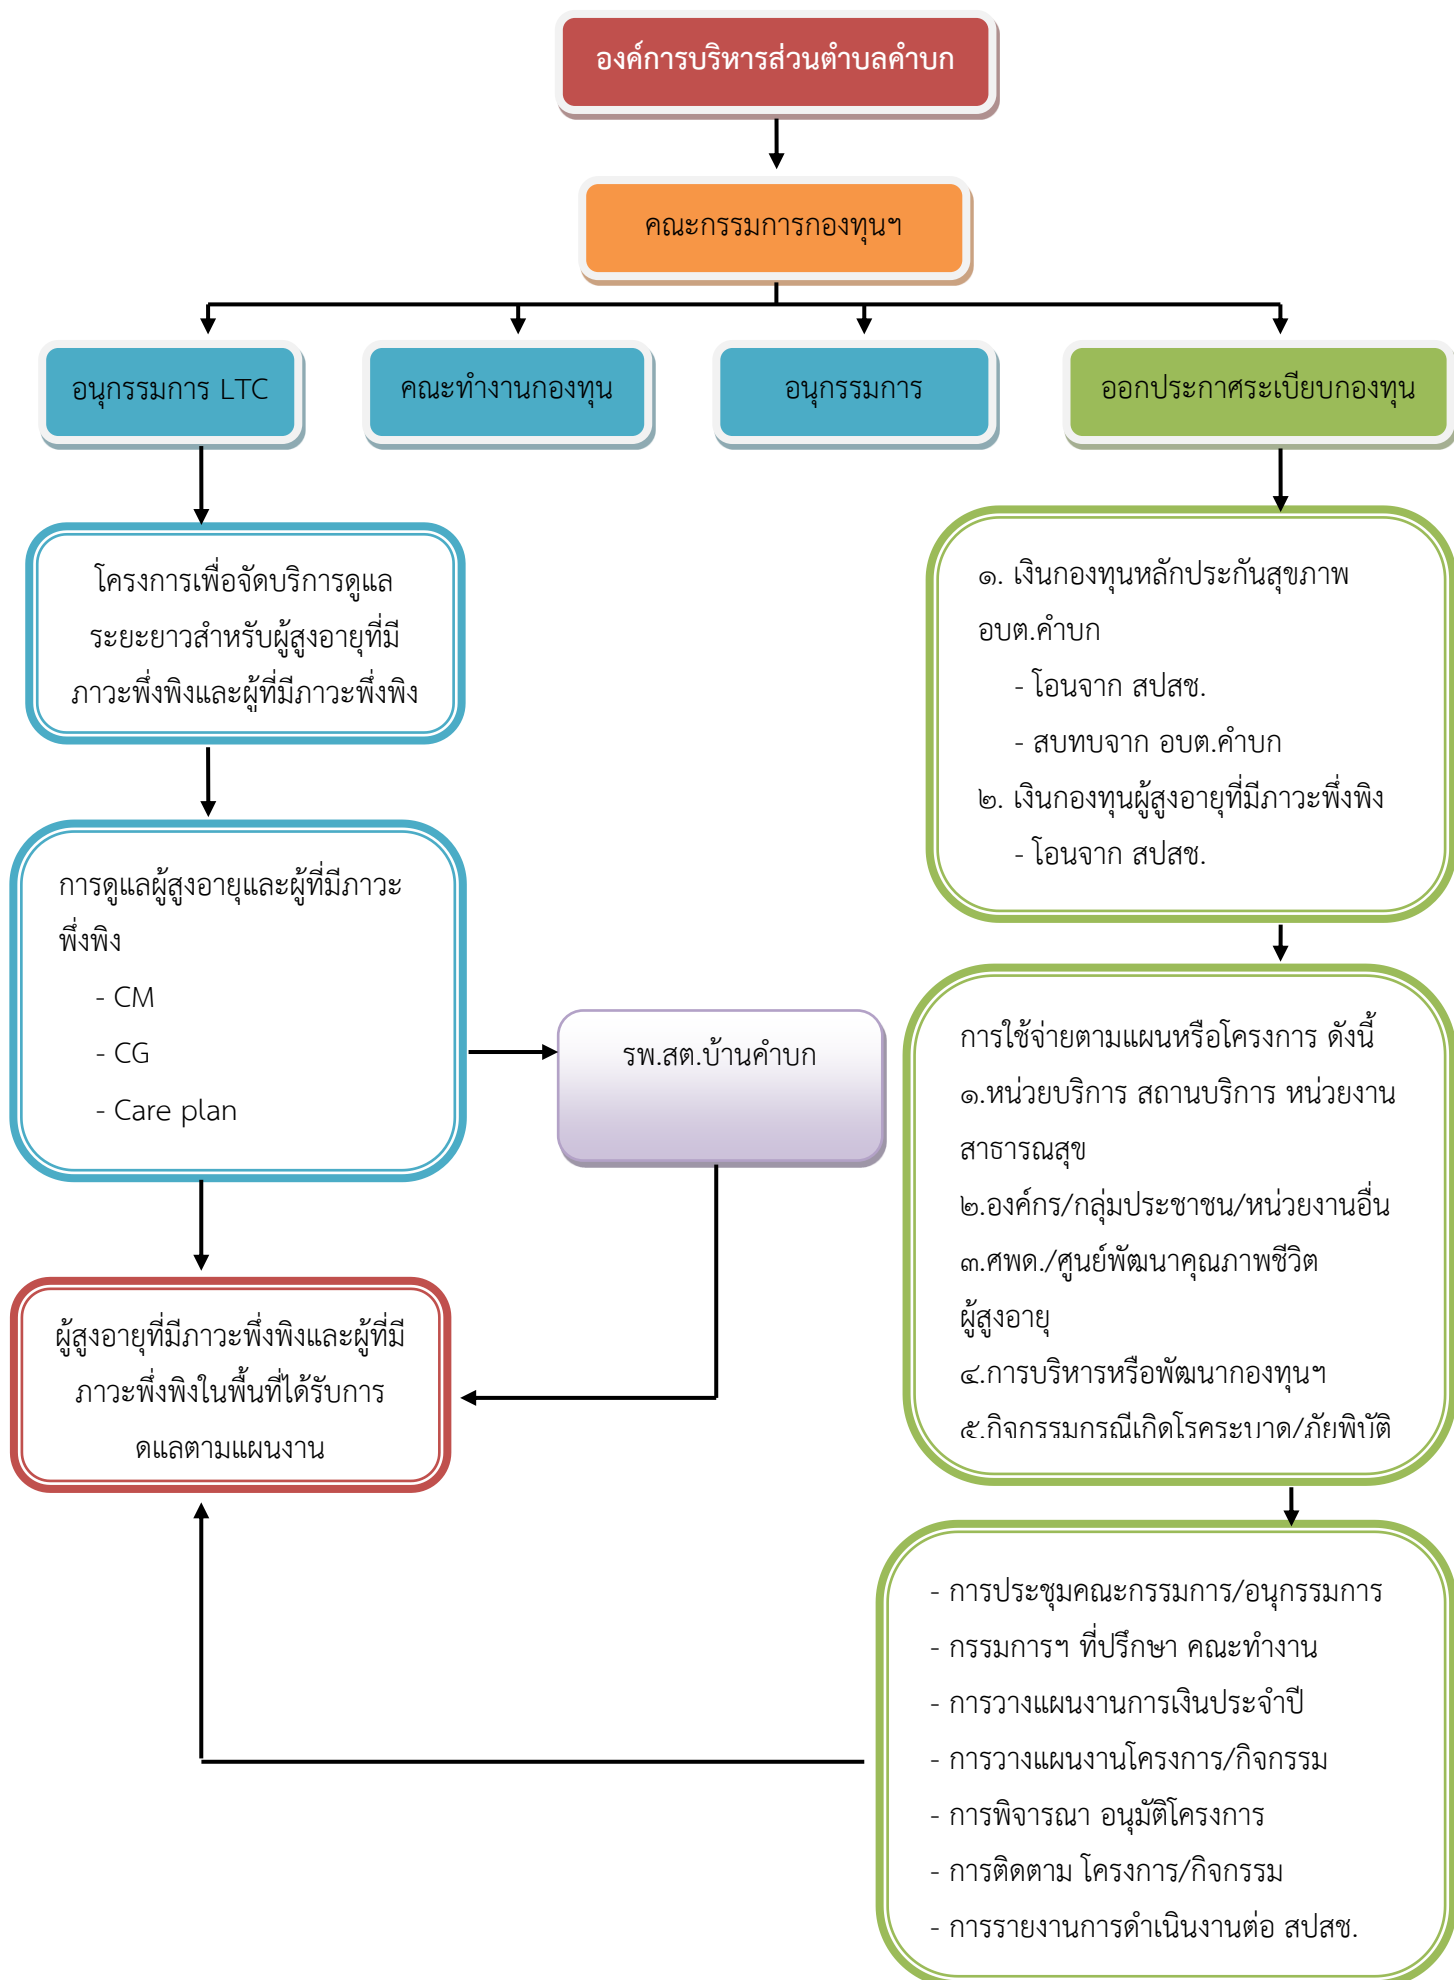 องค์การบริหารส่วนตำบลคำบก
คณะกรรมการกองทุนฯ
อนุกรรมการ LTC
คณะทำงานกองทุน
อนุกรรมการ
ออกประกาศระเบียบกองทุน
โครงการเพื่อจัดบริการดูแล
ระยะยาวสำหรับผู้สูงอายุที่มี
ภาวะพึ่งพิงและผู้ที่มีภาวะพึ่งพิง
๑. เงินกองทุนหลักประกันสุขภาพ
อบต.คำบก
- โอนจาก สปสช.
- สบทบจาก อบต.คำบก
๒. เงินกองทุนผู้สูงอายุที่มีภาวะพึ่งพิง
- โอนจาก สปสช.
การดูแลผู้สูงอายุและผู้ที่มีภาวะ
พึ่งพิง
- CM
- CG
- Care plan
รพ.สต.บ้านคำบก
การใช้จ่ายตามแผนหรือโครงการ ดังนี้
๑.หน่วยบริการ สถานบริการ หน่วยงาน
สาธารณสุข
๒.องค์กร/กลุ่มประชาชน/หน่วยงานอื่น
๓.ศพด./ศูนย์พัฒนาคุณภาพชีวิต
ผู้สูงอายุ
๔.การบริหารหรือพัฒนากองทุนฯ
๕.กิจกรรมกรณีเกิดโรคระบาด/ภัยพิบัติ
ผู้สูงอายุที่มีภาวะพึ่งพิงและผู้ที่มี
ภาวะพึ่งพิงในพื้นที่ได้รับการ
ดูแลตามแผนงาน
- การประชุมคณะกรรมการ/อนุกรรมการ
- กรรมการฯ ที่ปรึกษา คณะทำงาน
- การวางแผนงานการเงินประจำปี
- การวางแผนงานโครงการ/กิจกรรม
- การพิจารณา อนุมัติโครงการ
- การติดตาม โครงการ/กิจกรรม
- การรายงานการดำเนินงานต่อ สปสช.